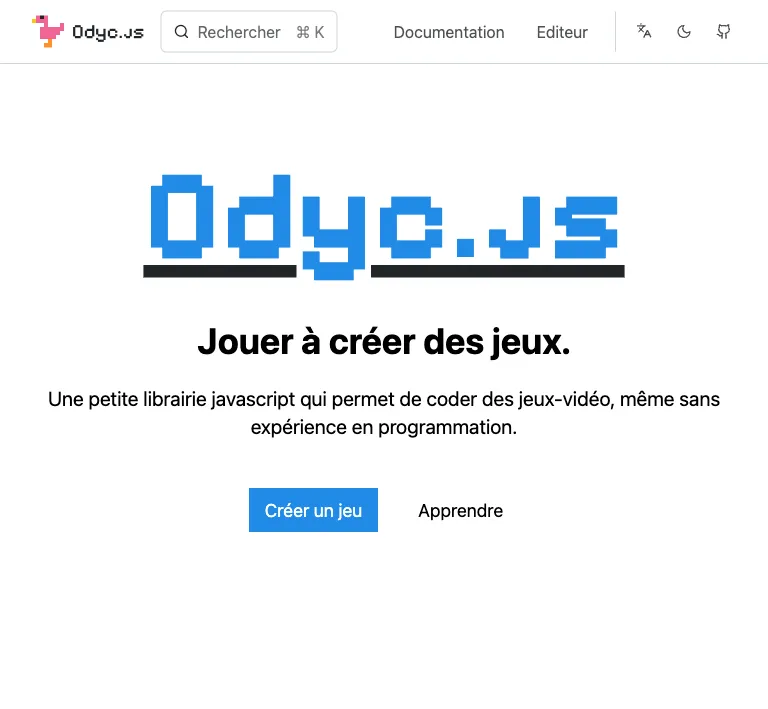 Odyc.Js
Rechercher ⌘ K
Documentation
Editeur
Odyc.Js
Jouer à créer des jeux.
Une petite librairie javascript qui permet de coder des jeux-vidéo, même sans
expérience en programmation.
Créer un jeu
Apprendre